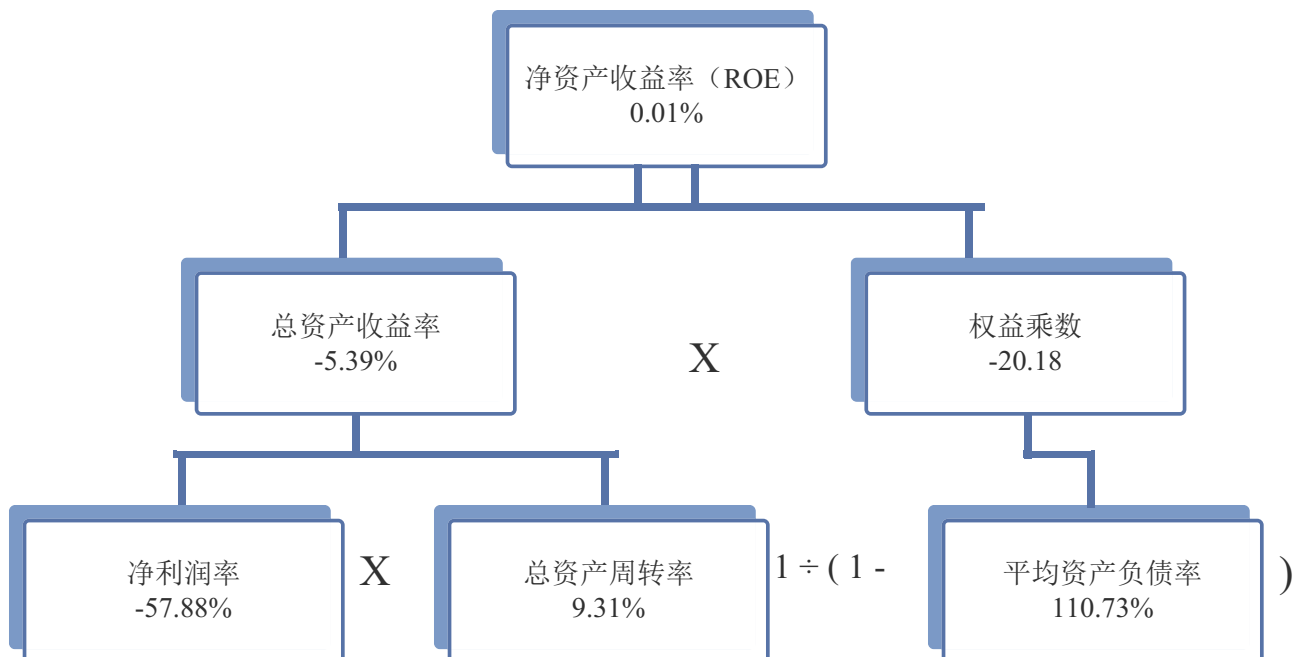 净资产收益率（ROE）
0.01%
总资产收益率
-5.39%
X
权益乘数
-20.18
净利润率
-57.88%
X
总资产周转率
9.31%
1 ÷ ( 1 -
平均资产负债率
110.73%
)